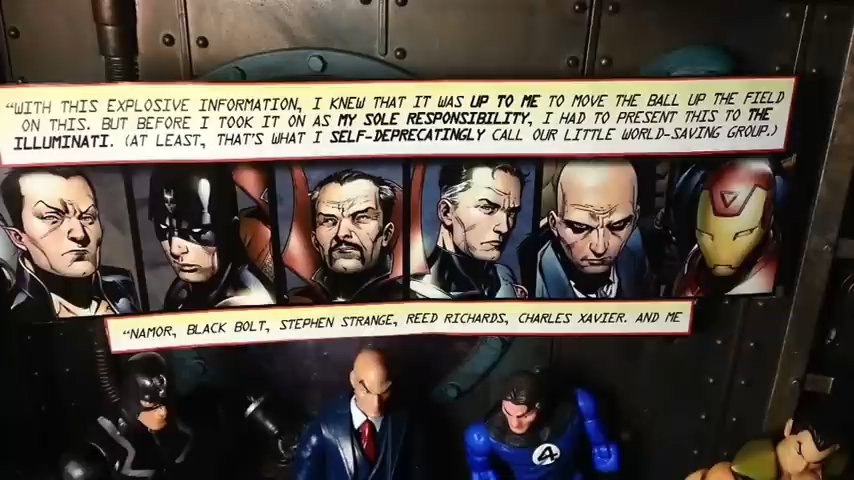 "WITH THIS EXPLOSIVE INFORMATION, I KNEW THAT IT WAS UP TO ME TO MOVE THE BALL UP THE FIELD
ON THIS. BUT BEFORE I TOOK IT ON AS MY SOLE RESPONSIBILITY, I HAD TO PRESENT THIS TO THE
ILLUMINATI. (AT LEAST, THAT'S WHAT I SELF-DEPRECATINGLY CALL OUR LITTLE WORLD-SAVING GROUP.)
"NAMOR, BLACK BOLT, STEPHEN STRANGE, REED RICHARDS, CHARLES XAVIER. AND ME
4